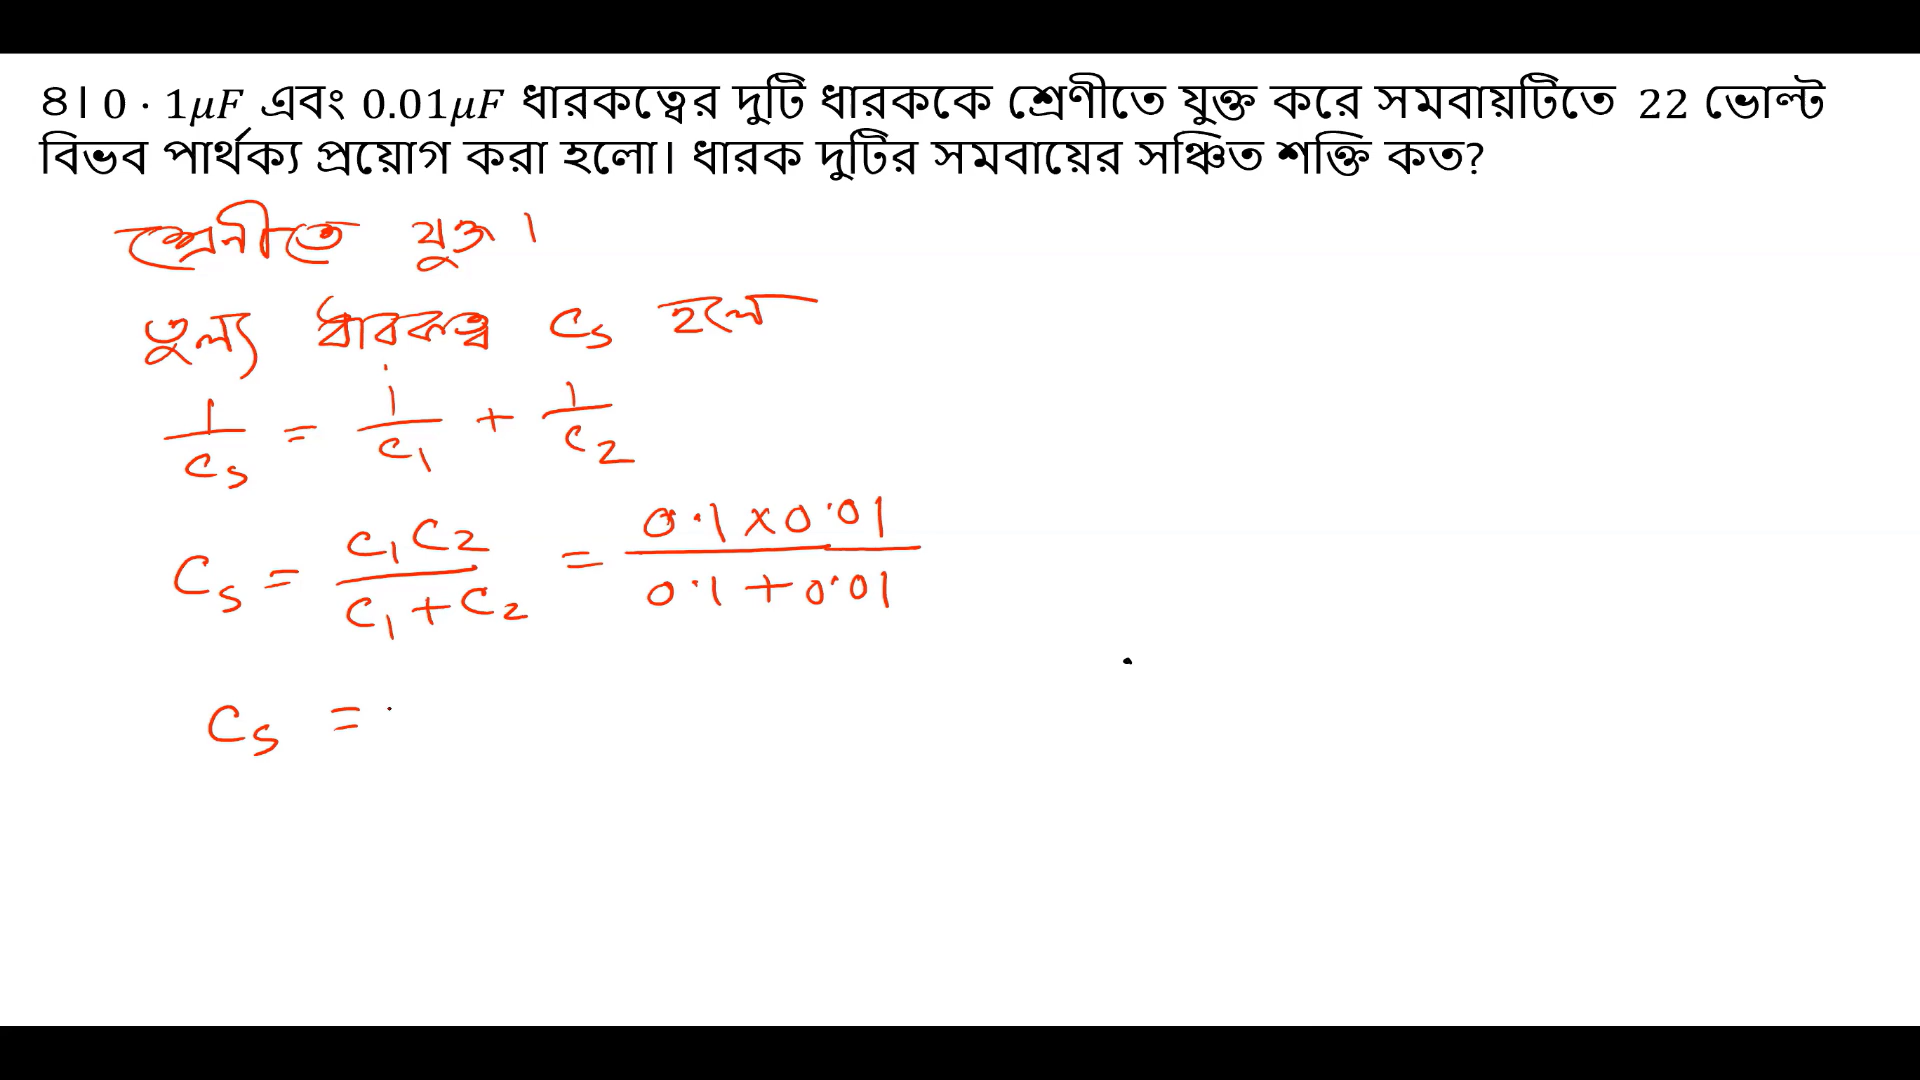 ৪। 0 · 1μF এবং 0.01μF ধারকত্বের দুটি ধারককে শ্রেণীতে যুক্ত করে সমবায়টিতে 22 ভোল্ট
বিভব পার্থক্য প্রয়োগ করা হলো। ধারক দুটির সমবায়ের সঞ্চিত শক্তি কত?
শ্রেনীতে যুক্ত।
তুল্য ধারকত্ব Cs হলে
1/Cs = 1/C1 + 1/C2
Cs = C1C2/(C1+C2) = (0.1 × 0.01)/(0.1 + 0.01)
Cs =